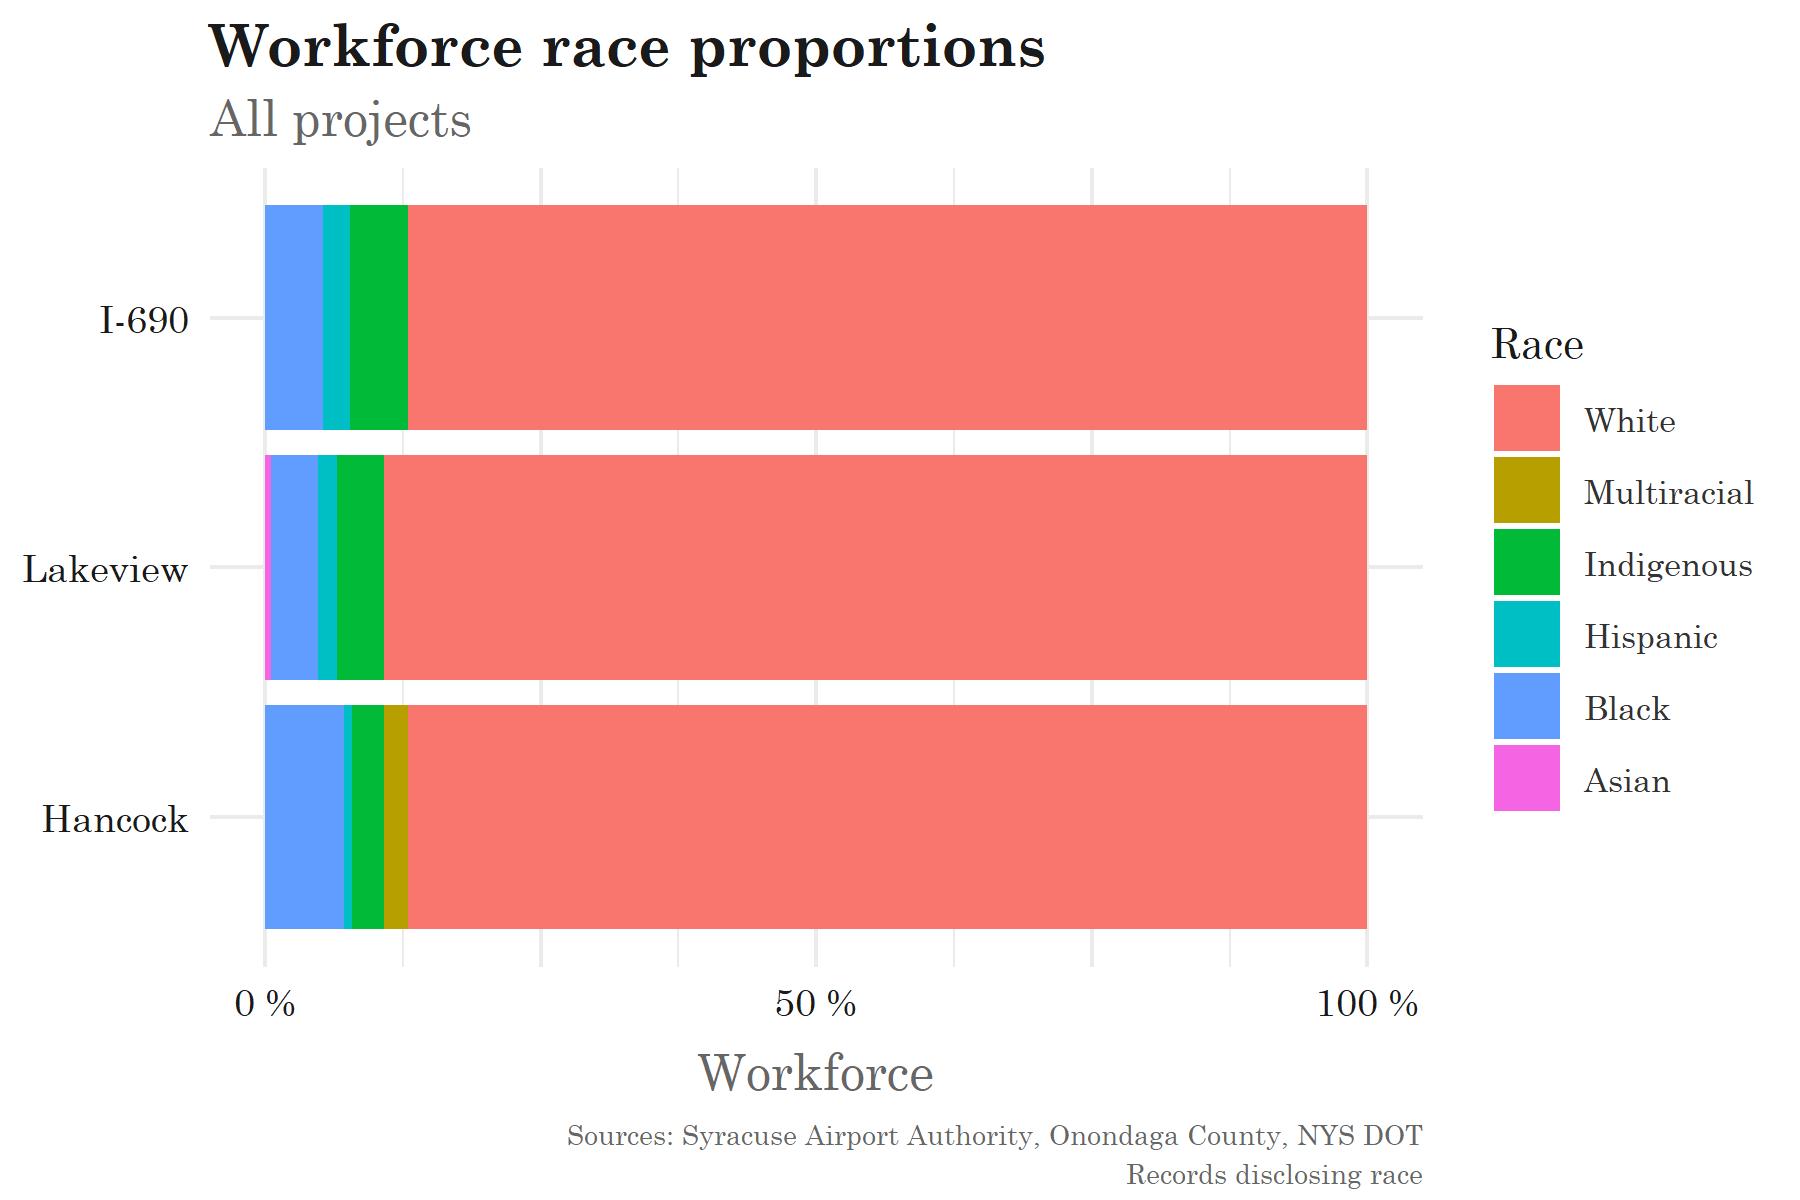 Workforce race proportions
All projects
I-690
Lakeview
Hancock
0 %
50 %
100 %
Workforce
Race
White
Multiracial
Indigenous
Hispanic
Black
Asian
Sources: Syracuse Airport Authority, Onondaga County, NYS DOT
Records disclosing race